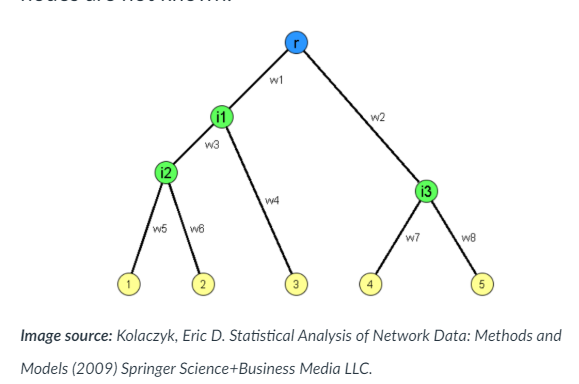 nodes are not known.
r
w1
w2
i1
w3
i2
w4
i3
w5 w6
w7 w8
1 2 3 4 5
Image source: Kolaczyk, Eric D. Statistical Analysis of Network Data: Methods and
Models (2009) Springer Science+Business Media LLC.